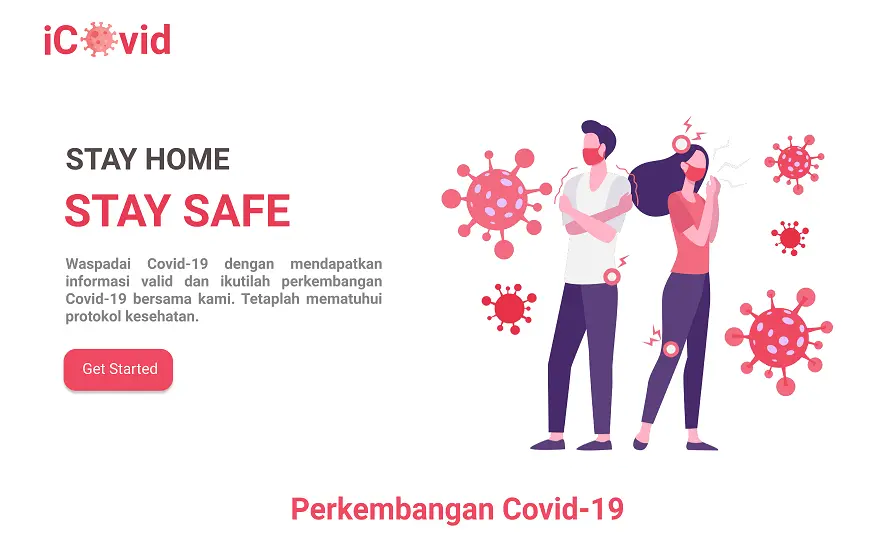 iCovid
STAY HOME
STAY SAFE
Waspadai Covid-19 dengan mendapatkan
informasi valid dan ikutilah perkembangan
Covid-19 bersama kami. Tetaplah mematuhui
protokol kesehatan.
Get Started
Perkembangan Covid-19